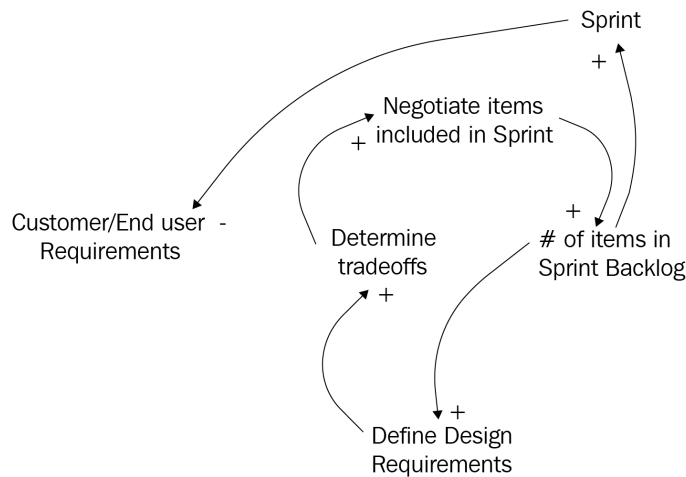 Sprint
+
Negotiate items
included in Sprint
+
Customer/End user -
Requirements
+
# of items in
Sprint Backlog
Determine
tradeoffs
+
+
Define Design
Requirements